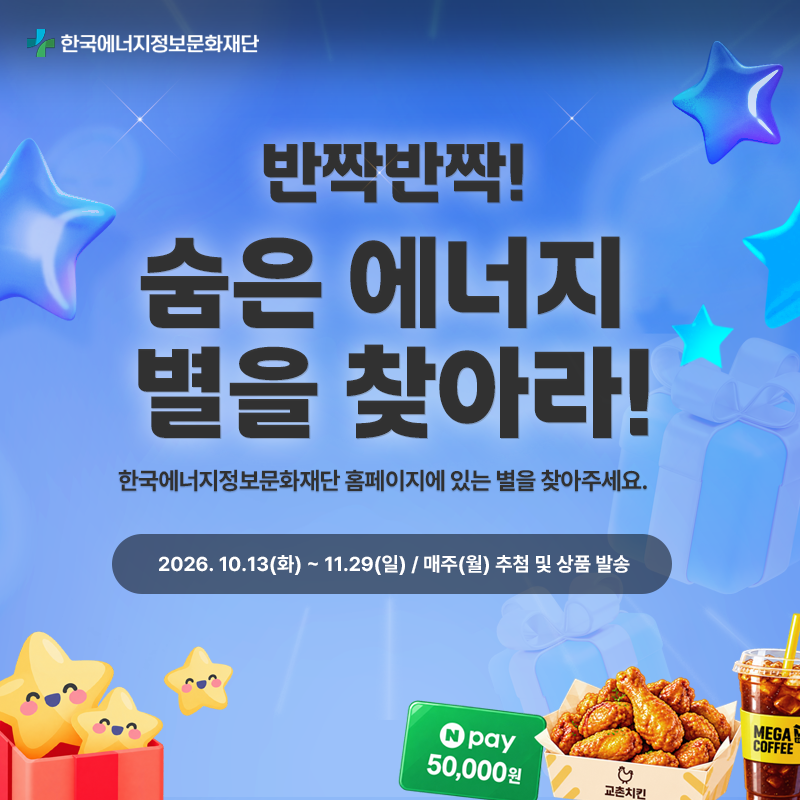 한국에너지정보문화재단
반짝반짝!
숨은 에너지
별을 찾아라!
한국에너지정보문화재단 홈페이지에 있는 별을 찾아주세요.
2026. 10.13(화) ~ 11.29(일) / 매주(월) 추첨 및 상품 발송
N pay
50,000원
교촌치킨
MEGA
COFFEE